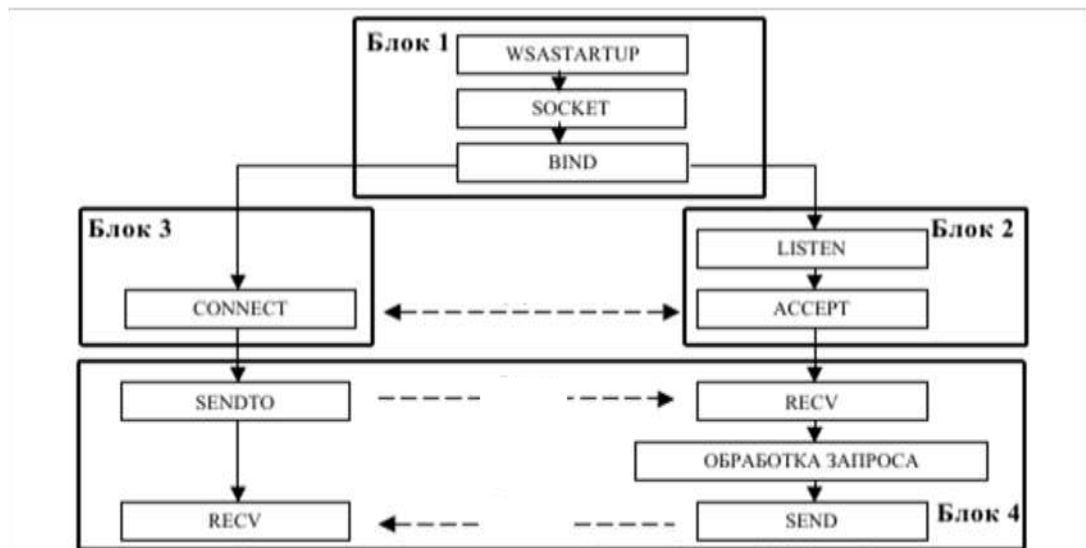 Блок 1
WSASTARTUP
SOCKET
BIND
Блок 3
Блок 2
LISTEN
CONNECT
ACCEPT
SENDTO
RECV
ОБРАБОТКА ЗАПРОСА
RECV
SEND
Блок 4